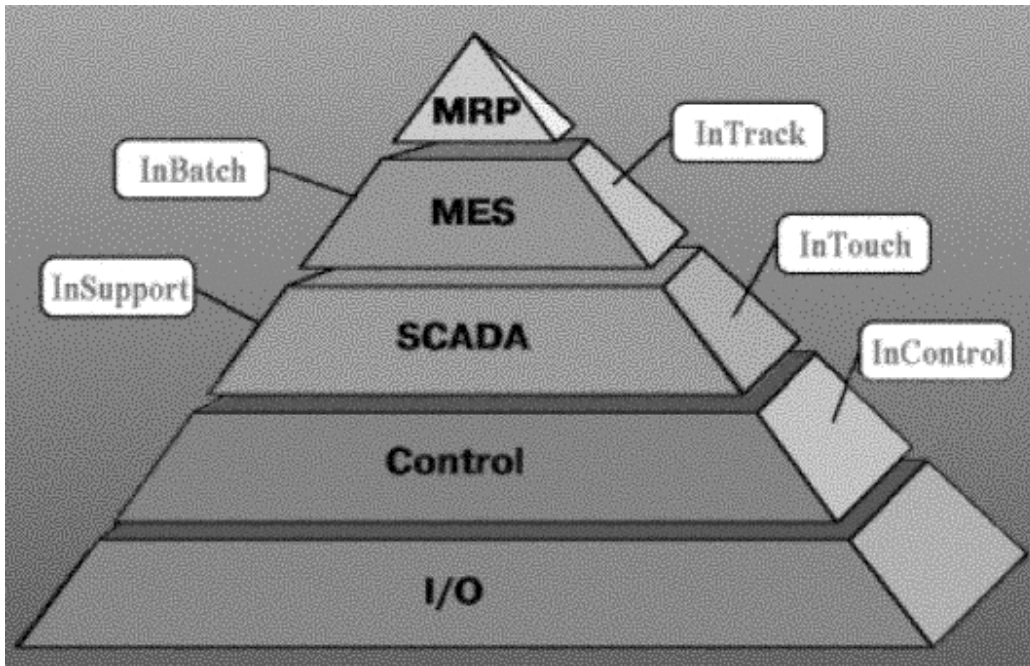 MRP
InTrack
InBatch
MES
InTouch
InSupport
SCADA
InControl
Control
I/O